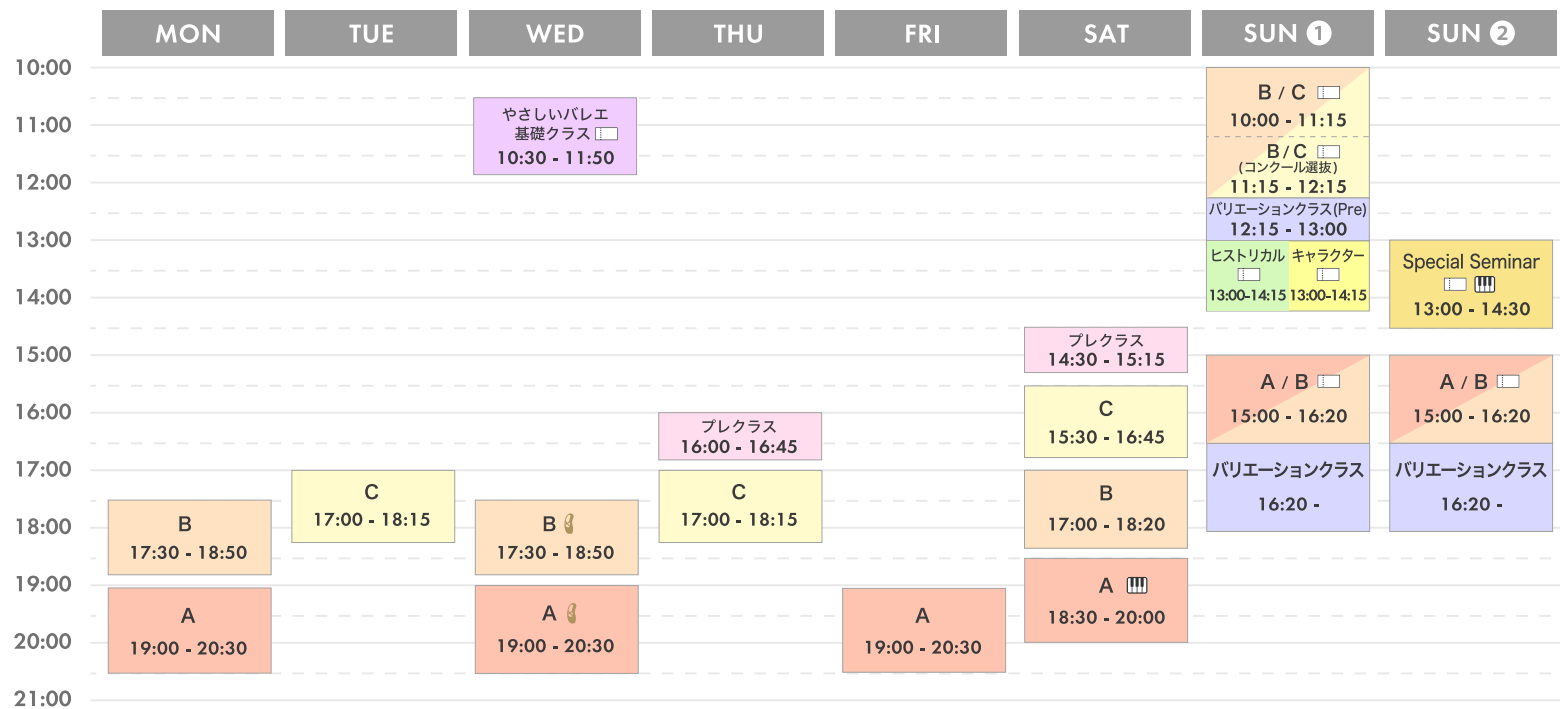 MON TUE WED THU FRI SAT SUN ❶ SUN ❷
10:00
11:00
12:00
13:00
14:00
15:00
16:00
17:00
18:00
19:00
20:00
21:00
B
17:30 - 18:50
A
19:00 - 20:30
C
17:00 - 18:15
やさしいバレエ
基礎クラス
10:30 - 11:50
B
17:30 - 18:50
A
19:00 - 20:30
プレクラス
16:00 - 16:45
C
17:00 - 18:15
A
19:00 - 20:30
プレクラス
14:30 - 15:15
C
15:30 - 16:45
B
17:00 - 18:20
A
18:30 - 20:00
B / C
10:00 - 11:15
B/C
(コンクール選抜)
11:15 - 12:15
バリエーションクラス(Pre)
12:15 - 13:00
ヒストリカル
13:00-14:15
キャラクター
13:00-14:15
A / B
15:00 - 16:20
バリエーションクラス
16:20 -
Special Seminar
13:00 - 14:30
A / B
15:00 - 16:20
バリエーションクラス
16:20 -